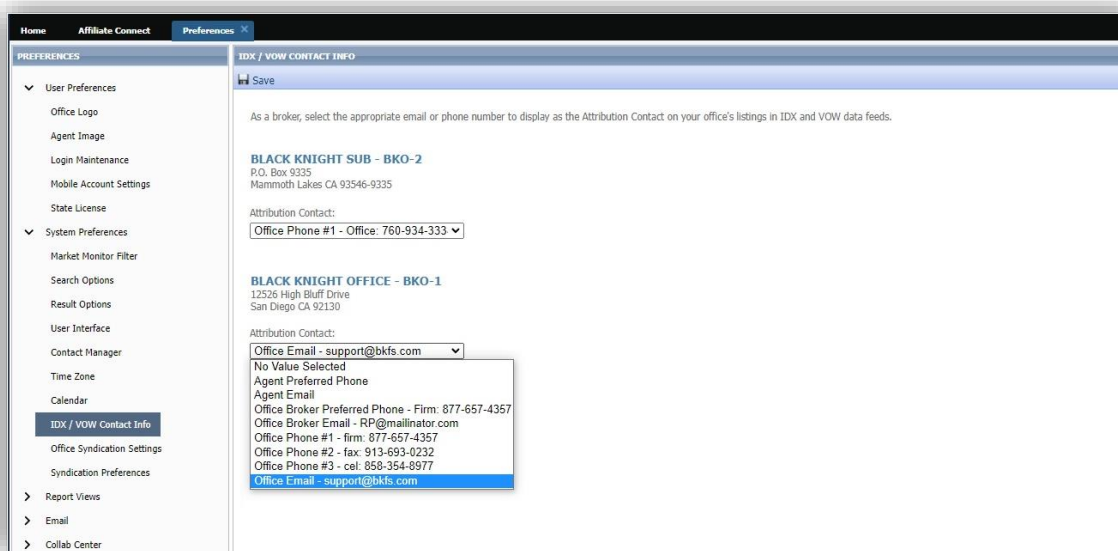 Home Affiliate Connect Preferences X
PREFERENCES
User Preferences
Office Logo
Agent Image
Login Maintenance
Mobile Account Settings
State License
System Preferences
Market Monitor Filter
Search Options
Result Options
User Interface
Contact Manager
Time Zone
Calendar
IDX / VOW Contact Info
Office Syndication Settings
Syndication Preferences
Report Views
Email
Collab Center
IDX / VOW CONTACT INFO
Save
As a broker, select the appropriate email or phone number to display as the Attribution Contact on your office's listings in IDX and VOW data feeds.
BLACK KNIGHT SUB - BKO-2
P.O. Box 9335
Mammoth Lakes CA 93546-9335
Attribution Contact:
Office Phone #1 - Office: 760-934-333
BLACK KNIGHT OFFICE - BKO-1
12526 High Bluff Drive
San Diego CA 92130
Attribution Contact:
Office Email - support@bkfs.com
No Value Selected
Agent Preferred Phone
Agent Email
Office Broker Preferred Phone - Firm: 877-657-4357
Office Broker Email - RP@mailinator.com
Office Phone #1 - firm: 877-657-4357
Office Phone #2 - fax: 913-693-0232
Office Phone #3 - cel: 858-354-8977
Office Email - support@bkfs.com